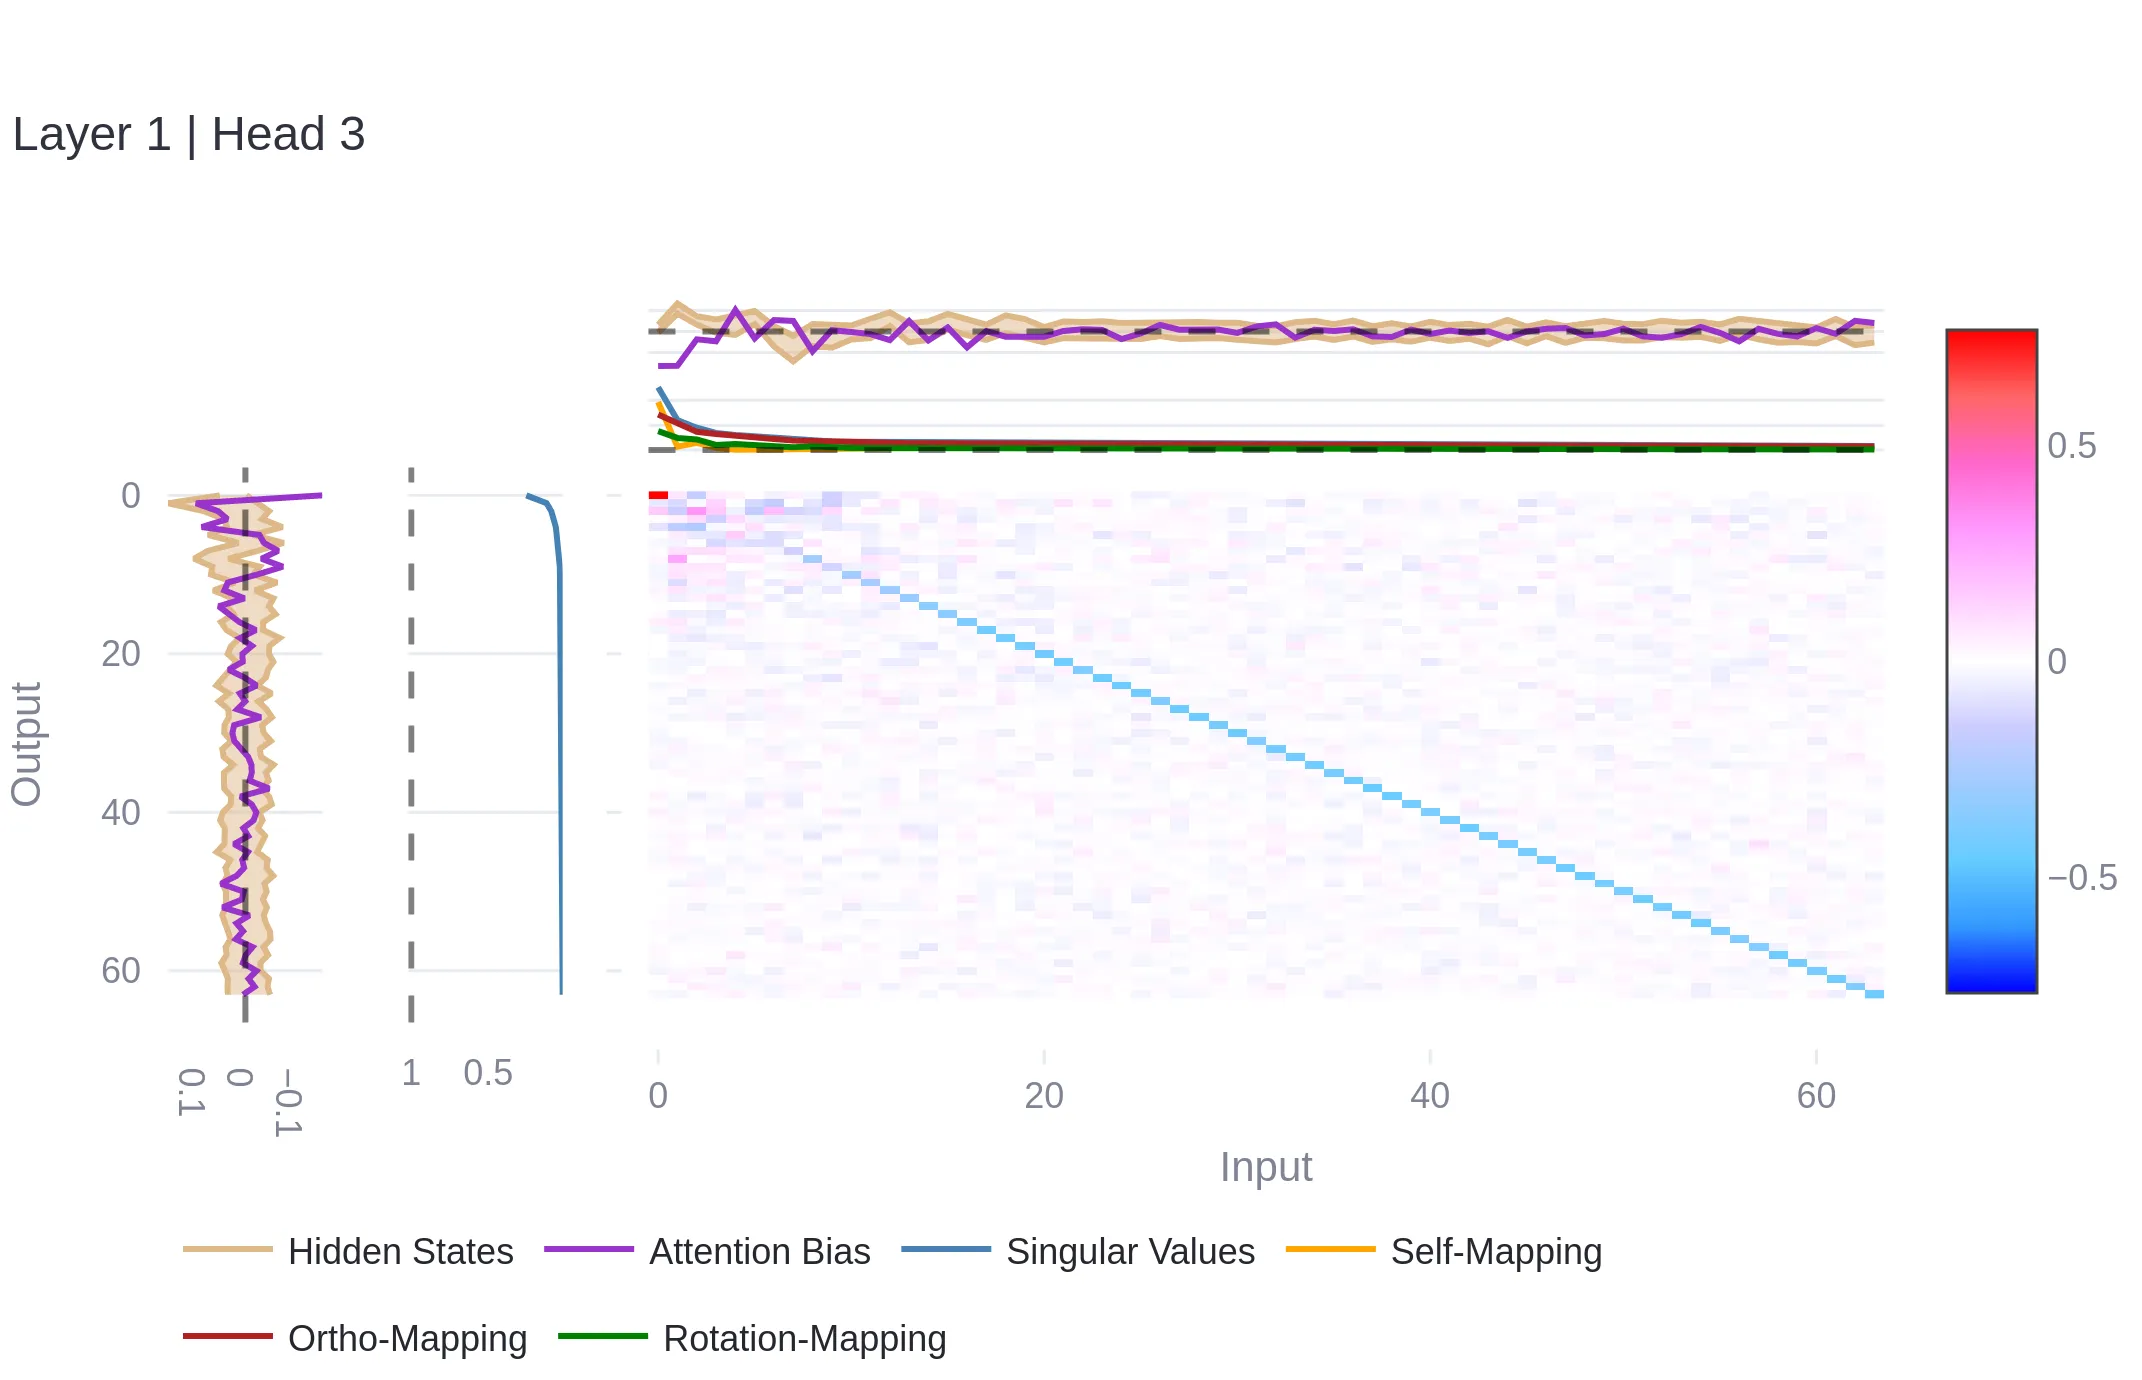 Layer 1 | Head 3
0
20
40
60
Output
0.5
0
−0.5
0.1
0
−0.1
1
0.5
0
20
40
60
Input
Hidden States
Attention Bias
Singular Values
Self-Mapping
Ortho-Mapping
Rotation-Mapping